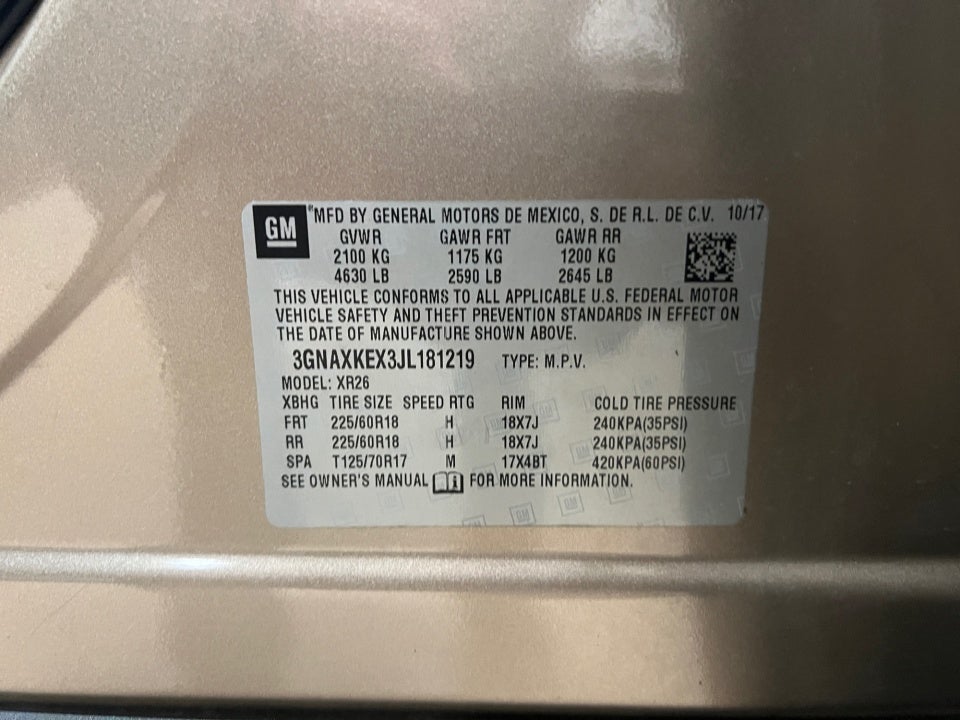 GM
®MFD BY GENERAL MOTORS DE MEXICO, S. DE R.L. DE C.V. 10/17
GVWR GAWR FRT GAWR RR
2100 KG 1175 KG 1200 KG
4630 LB 2590 LB 2645 LB
THIS VEHICLE CONFORMS TO ALL APPLICABLE U.S. FEDERAL MOTOR
VEHICLE SAFETY AND THEFT PREVENTION STANDARDS IN EFFECT ON
THE DATE OF MANUFACTURE SHOWN ABOVE.
3GNAXKEX3JL181219 TYPE: M.P.V.
MODEL: XR26
XBHG TIRE SIZE SPEED RTG RIM COLD TIRE PRESSURE
FRT 225/60R18 H 18X7J 240KPA(35PSI)
RR 225/60R18 H 18X7J 240KPA(35PSI)
SPA T125/70R17 M 17X4BT 420KPA(60PSI)
SEE OWNER'S MANUAL FOR MORE INFORMATION.